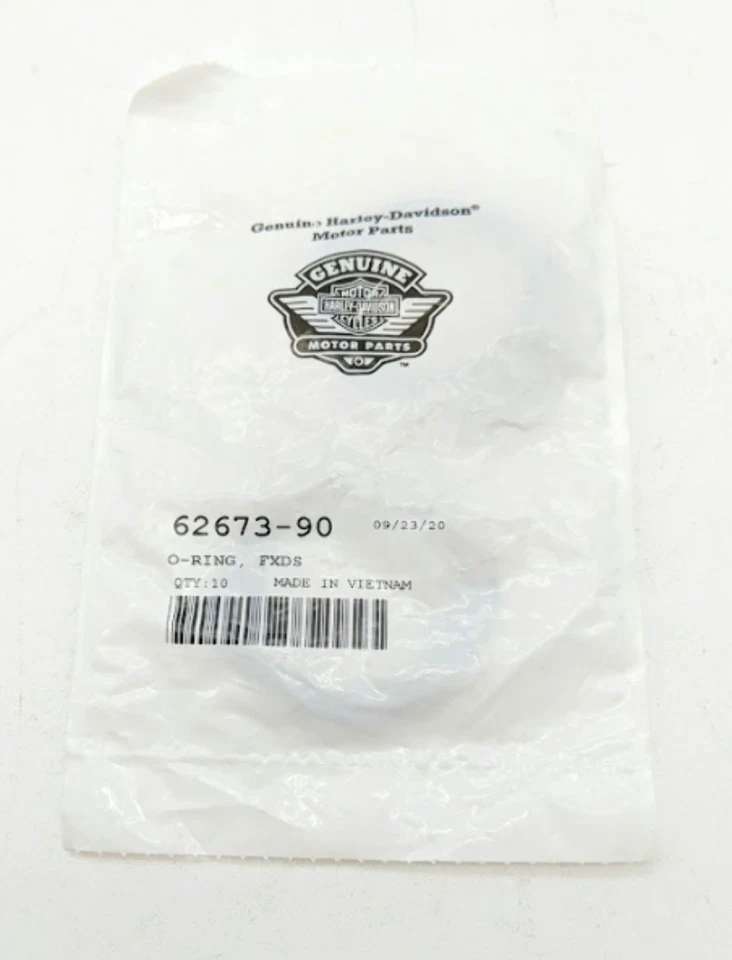 Genuine Harley-Davidson®
Motor Parts
GENUINE
MOTOR
HARLEY-DAVIDSON
CYCLES
MOTOR PARTS
™
62673-90 09/23/20
O-RING, FXDS
QTY:10 MADE IN VIETNAM